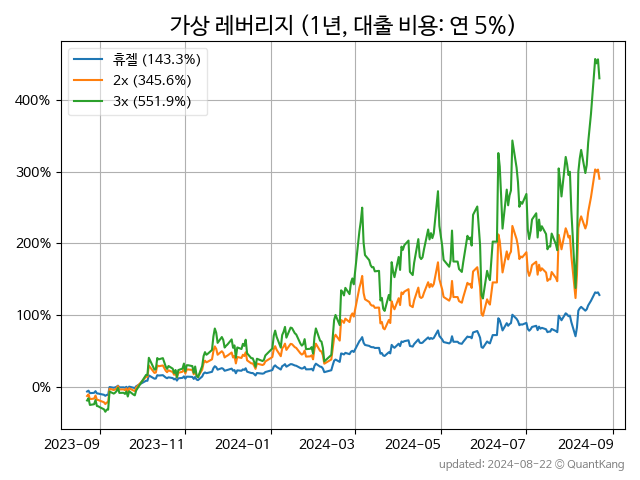 가상 레버리지 (1년, 대출 비용: 연 5%)
휴젤 (143.3%)
2x (345.6%)
3x (551.9%)
400%
300%
200%
100%
0%
2023-09 2023-11 2024-01 2024-03 2024-05 2024-07 2024-09
updated: 2024-08-22 © QuantKang